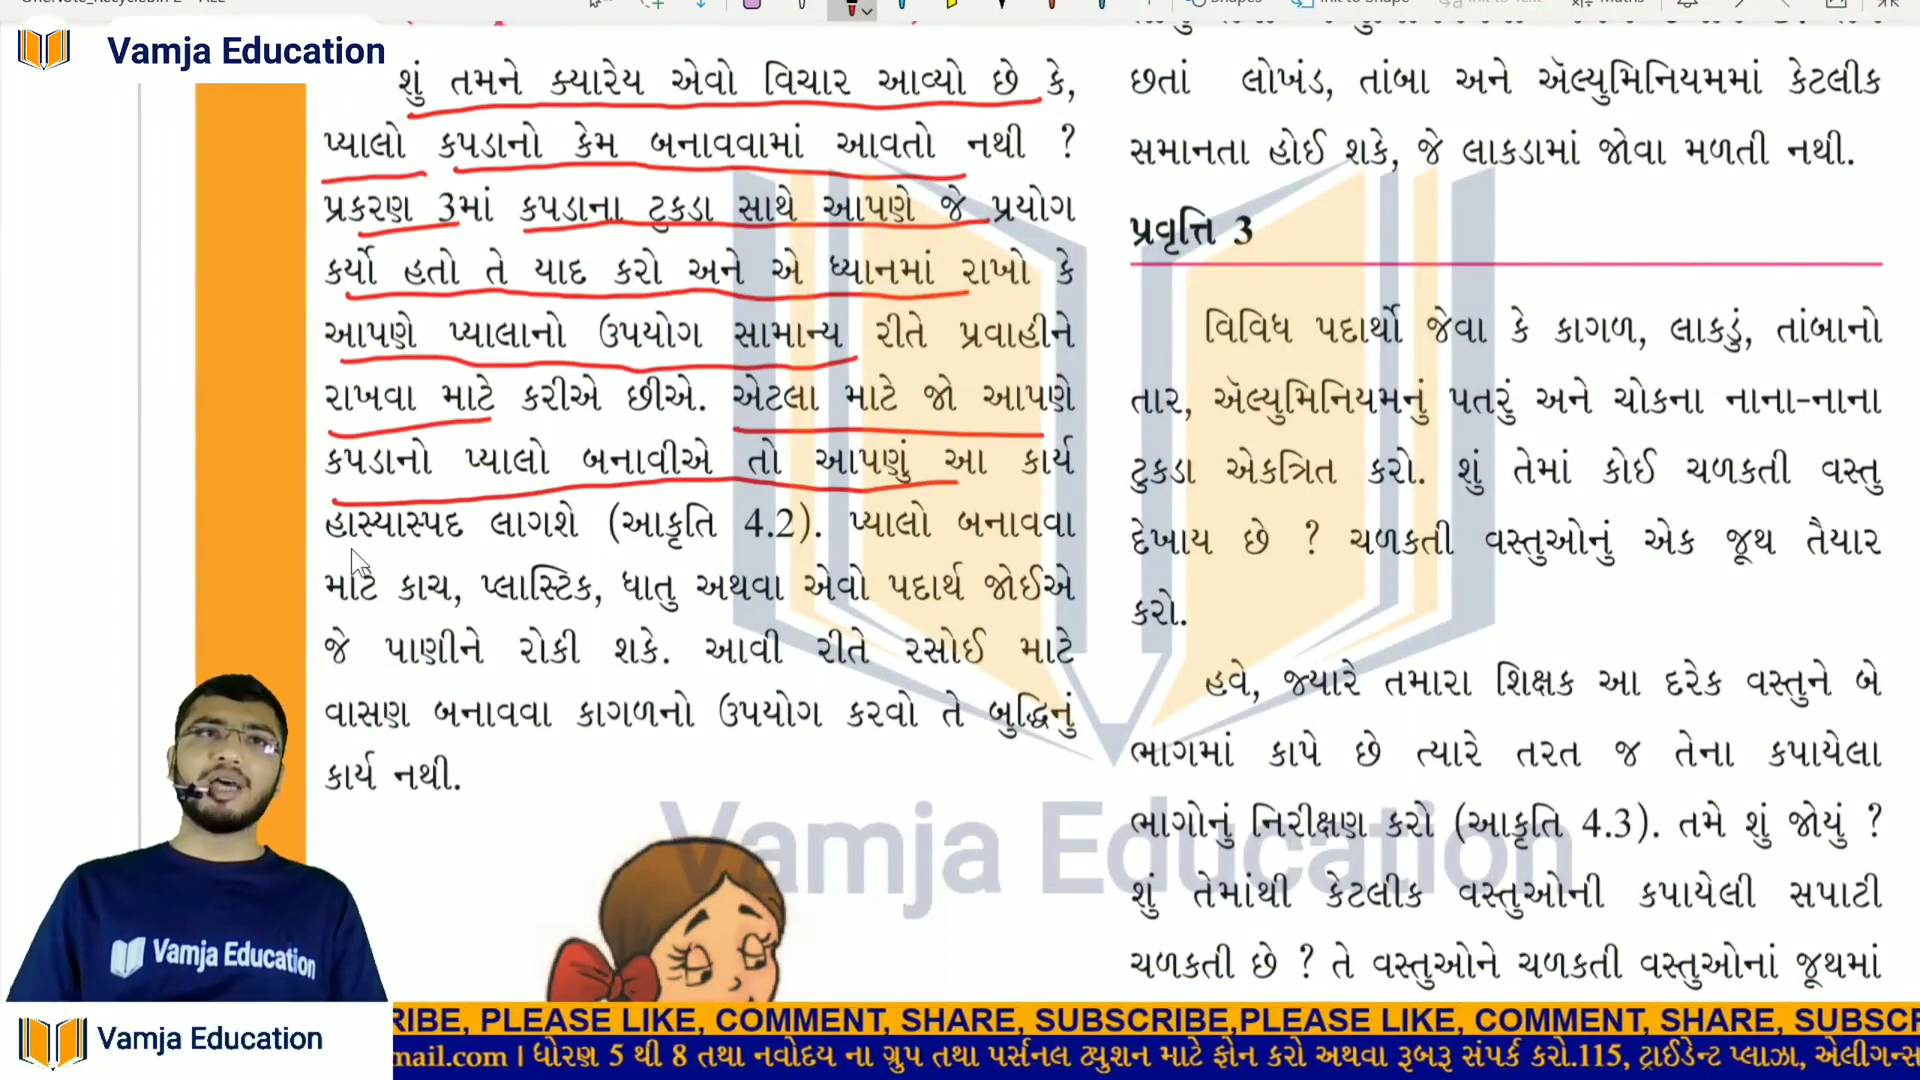 Vamja Education
શું તમને ક્યારેય એવો વિચાર આવ્યો છે કે,
પ્યાલો કપડાનો કેમ બનાવવામાં આવતો નથી ?
પ્રકરણ 3માં કપડાના ટુકડા સાથે આપણે જે પ્રયોગ
કર્યો હતો તે યાદ કરો અને એ ધ્યાનમાં રાખો કે
આપણે પ્યાલાનો ઉપયોગ સામાન્ય રીતે પ્રવાહીને
રાખવા માટે કરીએ છીએ. એટલા માટે જો આપણે
કપડાનો પ્યાલો બનાવીએ તો આપણું આ કાર્ય
હાસ્યાસ્પદ લાગશે (આકૃતિ 4.2). પ્યાલો બનાવવા
માટે કાચ, પ્લાસ્ટિક, ધાતુ અથવા એવો પદાર્થ જોઈએ
જે પાણીને રોકી શકે. આવી રીતે રસોઈ માટે
વાસણ બનાવવા કાગળનો ઉપયોગ કરવો તે બુદ્ધિનું
કાર્ય નથી.
છતાં લોખંડ, તાંબા અને ઍલ્યુમિનિયમમાં કેટલીક
સમાનતા હોઈ શકે, જે લાકડામાં જોવા મળતી નથી.
પ્રવૃત્તિ 3
વિવિધ પદાર્થો જેવા કે કાગળ, લાકડું, તાંબાનો
તાર, ઍલ્યુમિનિયમનું પતરું અને ચોકના નાના-નાના
ટુકડા એકત્રિત કરો. શું તેમાં કોઈ ચળકતી વસ્તુ
દેખાય છે ? ચળકતી વસ્તુઓનું એક જૂથ તૈયાર
કરો.
હવે, જ્યારે તમારા શિક્ષક આ દરેક વસ્તુને બે
ભાગમાં કાપે છે ત્યારે તરત જ તેના કપાયેલા
ભાગોનું નિરીક્ષણ કરો (આકૃતિ 4.3). તમે શું જોયું ?
શું તેમાંથી કેટલીક વસ્તુઓની કપાયેલી સપાટી
ચળકતી છે ? તે વસ્તુઓને ચળકતી વસ્તુઓનાં જૂથમાં
Vamja Education
Vamja Education
Vamja Education
RIBE, PLEASE LIKE, COMMENT, SHARE, SUBSCRIBE,PLEASE LIKE, COMMENT, SHARE, SUBSCR
mail.com | ધોરણ 5 થી 8 તથા નવોદય ના ગ્રુપ તથા પર્સનલ ટ્યુશન માટે ફોન કરો અથવા રૂબરૂ સંપર્ક કરો.115, ટ્રાઈડેન્ટ પ્લાઝા, એલીગન્સ